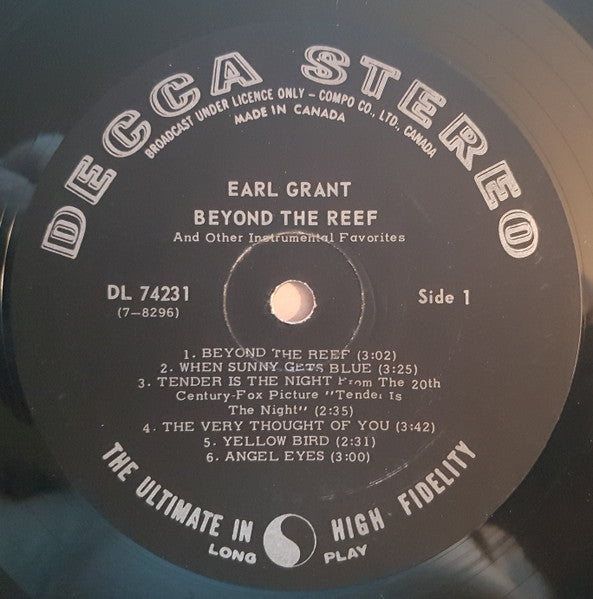 DECCA STEREO
BROADCAST UNDER LICENCE ONLY – COMPO CO., LTD., CANADA
MADE IN CANADA
EARL GRANT
BEYOND THE REEF
And Other Instrumental Favorites
DL 74231
(7—8296)
Side 1
1. BEYOND THE REEF (3:02)
2. WHEN SUNNY GETS BLUE (3:25)
3. TENDER IS THE NIGHT From The 20th
Century-Fox Picture "Tender Is
The Night" (2:35)
4. THE VERY THOUGHT OF YOU (3:42)
5. YELLOW BIRD (2:31)
6. ANGEL EYES (3:00)
THE ULTIMATE IN HIGH FIDELITY
LONG PLAY